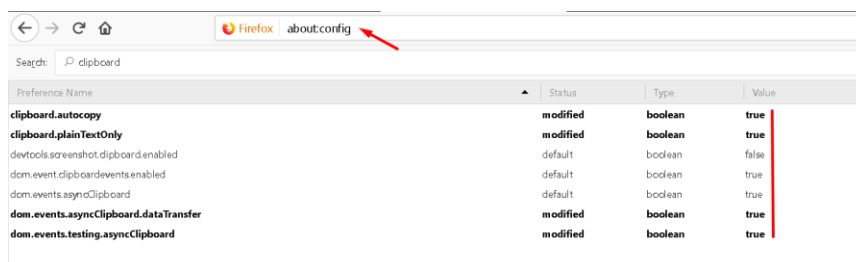 Firefox about:config
Search: clipboard
Preference Name Status Type Value
clipboard.autocopy modified boolean true
clipboard.plainTextOnly modified boolean true
devtools.screenshot.clipboard.enabled default boolean false
dom.event.clipboardevents.enabled default boolean true
dom.events.asyncClipboard default boolean true
dom.events.asyncClipboard.dataTransfer modified boolean true
dom.events.testing.asyncClipboard modified boolean true